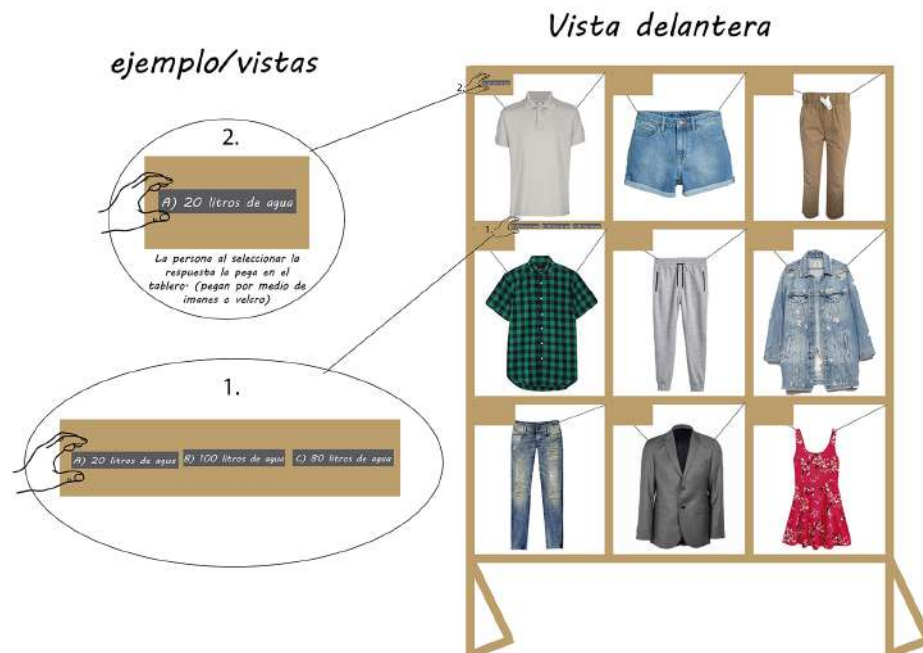 Vista delantera
ejemplo/vistas
2.
A) 20 litros de agua
La persona al seleccionar la
respuesta la pega en el
tablero. (pegan por medio de
imanes o velcro)
1.
A) 20 litros de agua
B) 100 litros de agua
C) 80 litros de agua
2.
1.